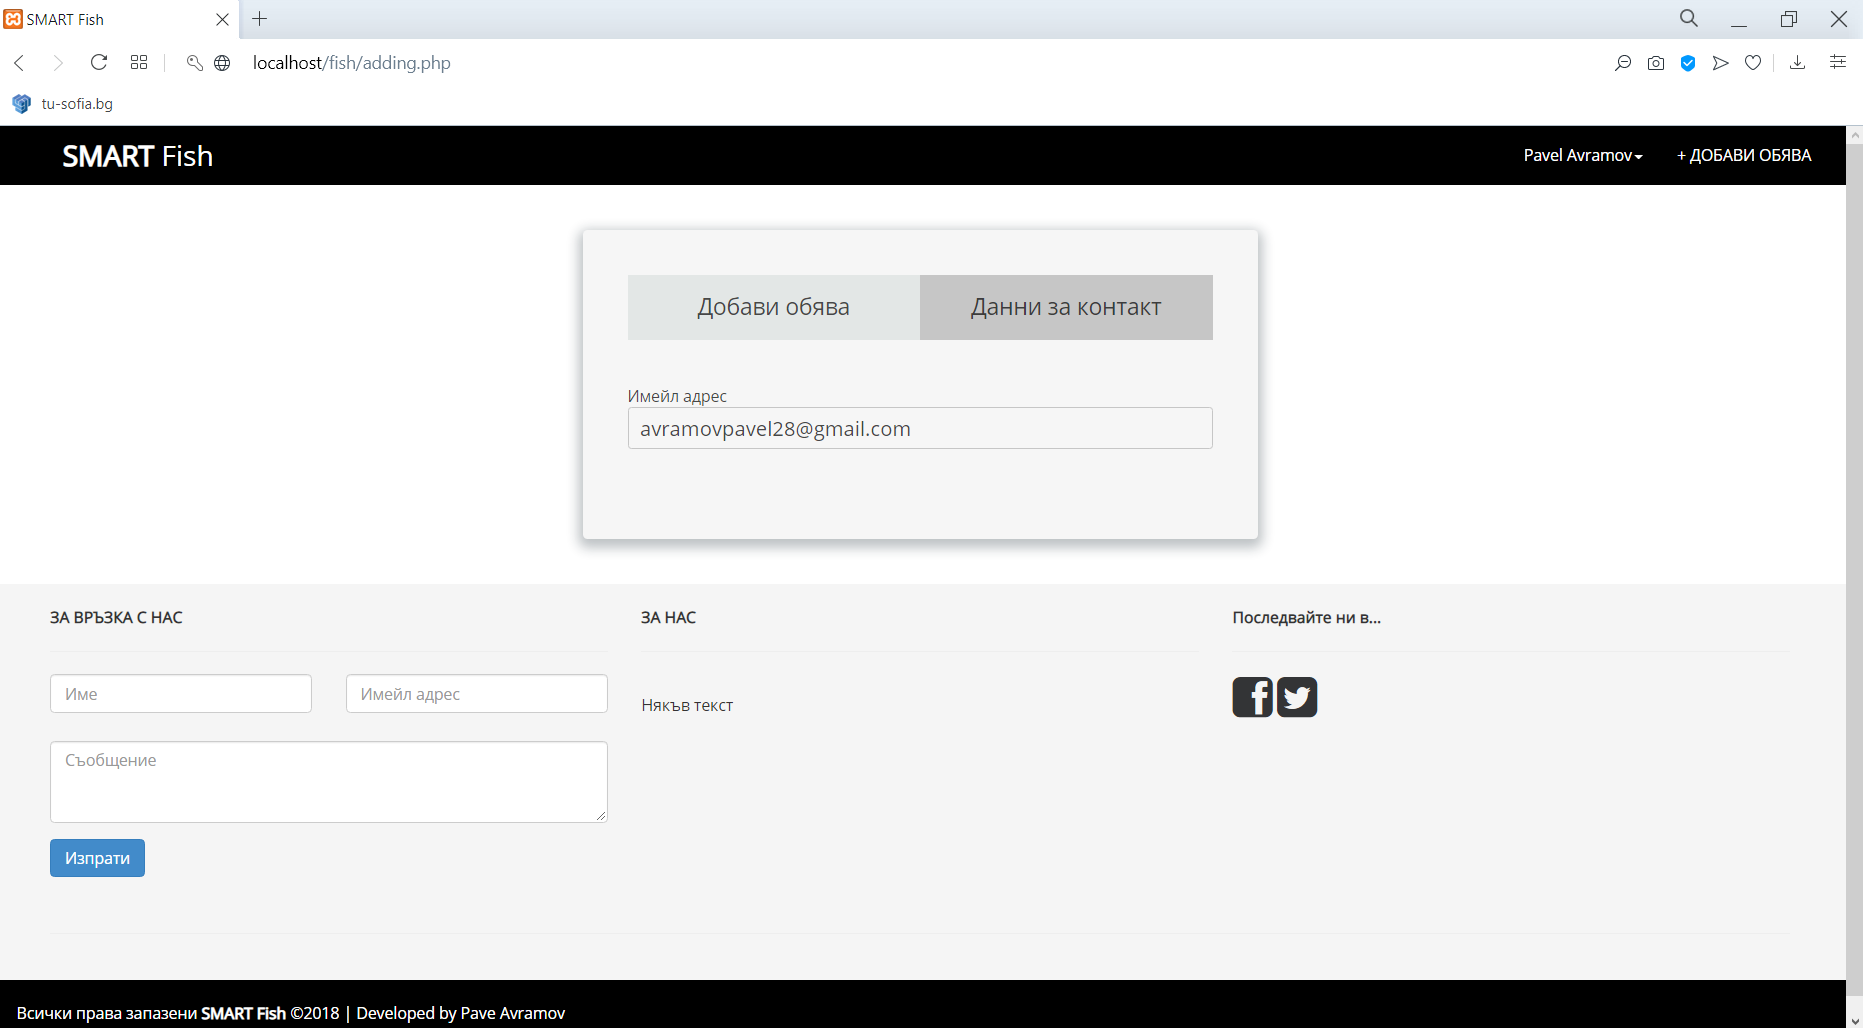 SMART Fish
localhost/fish/adding.php
tu-sofia.bg
SMART Fish
Pavel Avramov
+ ДОБАВИ ОБЯВА
Добави обява
Данни за контакт
Имейл адрес
avramovpavel28@gmail.com
ЗА ВРЪЗКА С НАС
Име
Имейл адрес
Съобщение
Изпрати
ЗА НАС
Някъв текст
Последвайте ни в...
Всички права запазени SMART Fish ©2018 | Developed by Pave Avramov